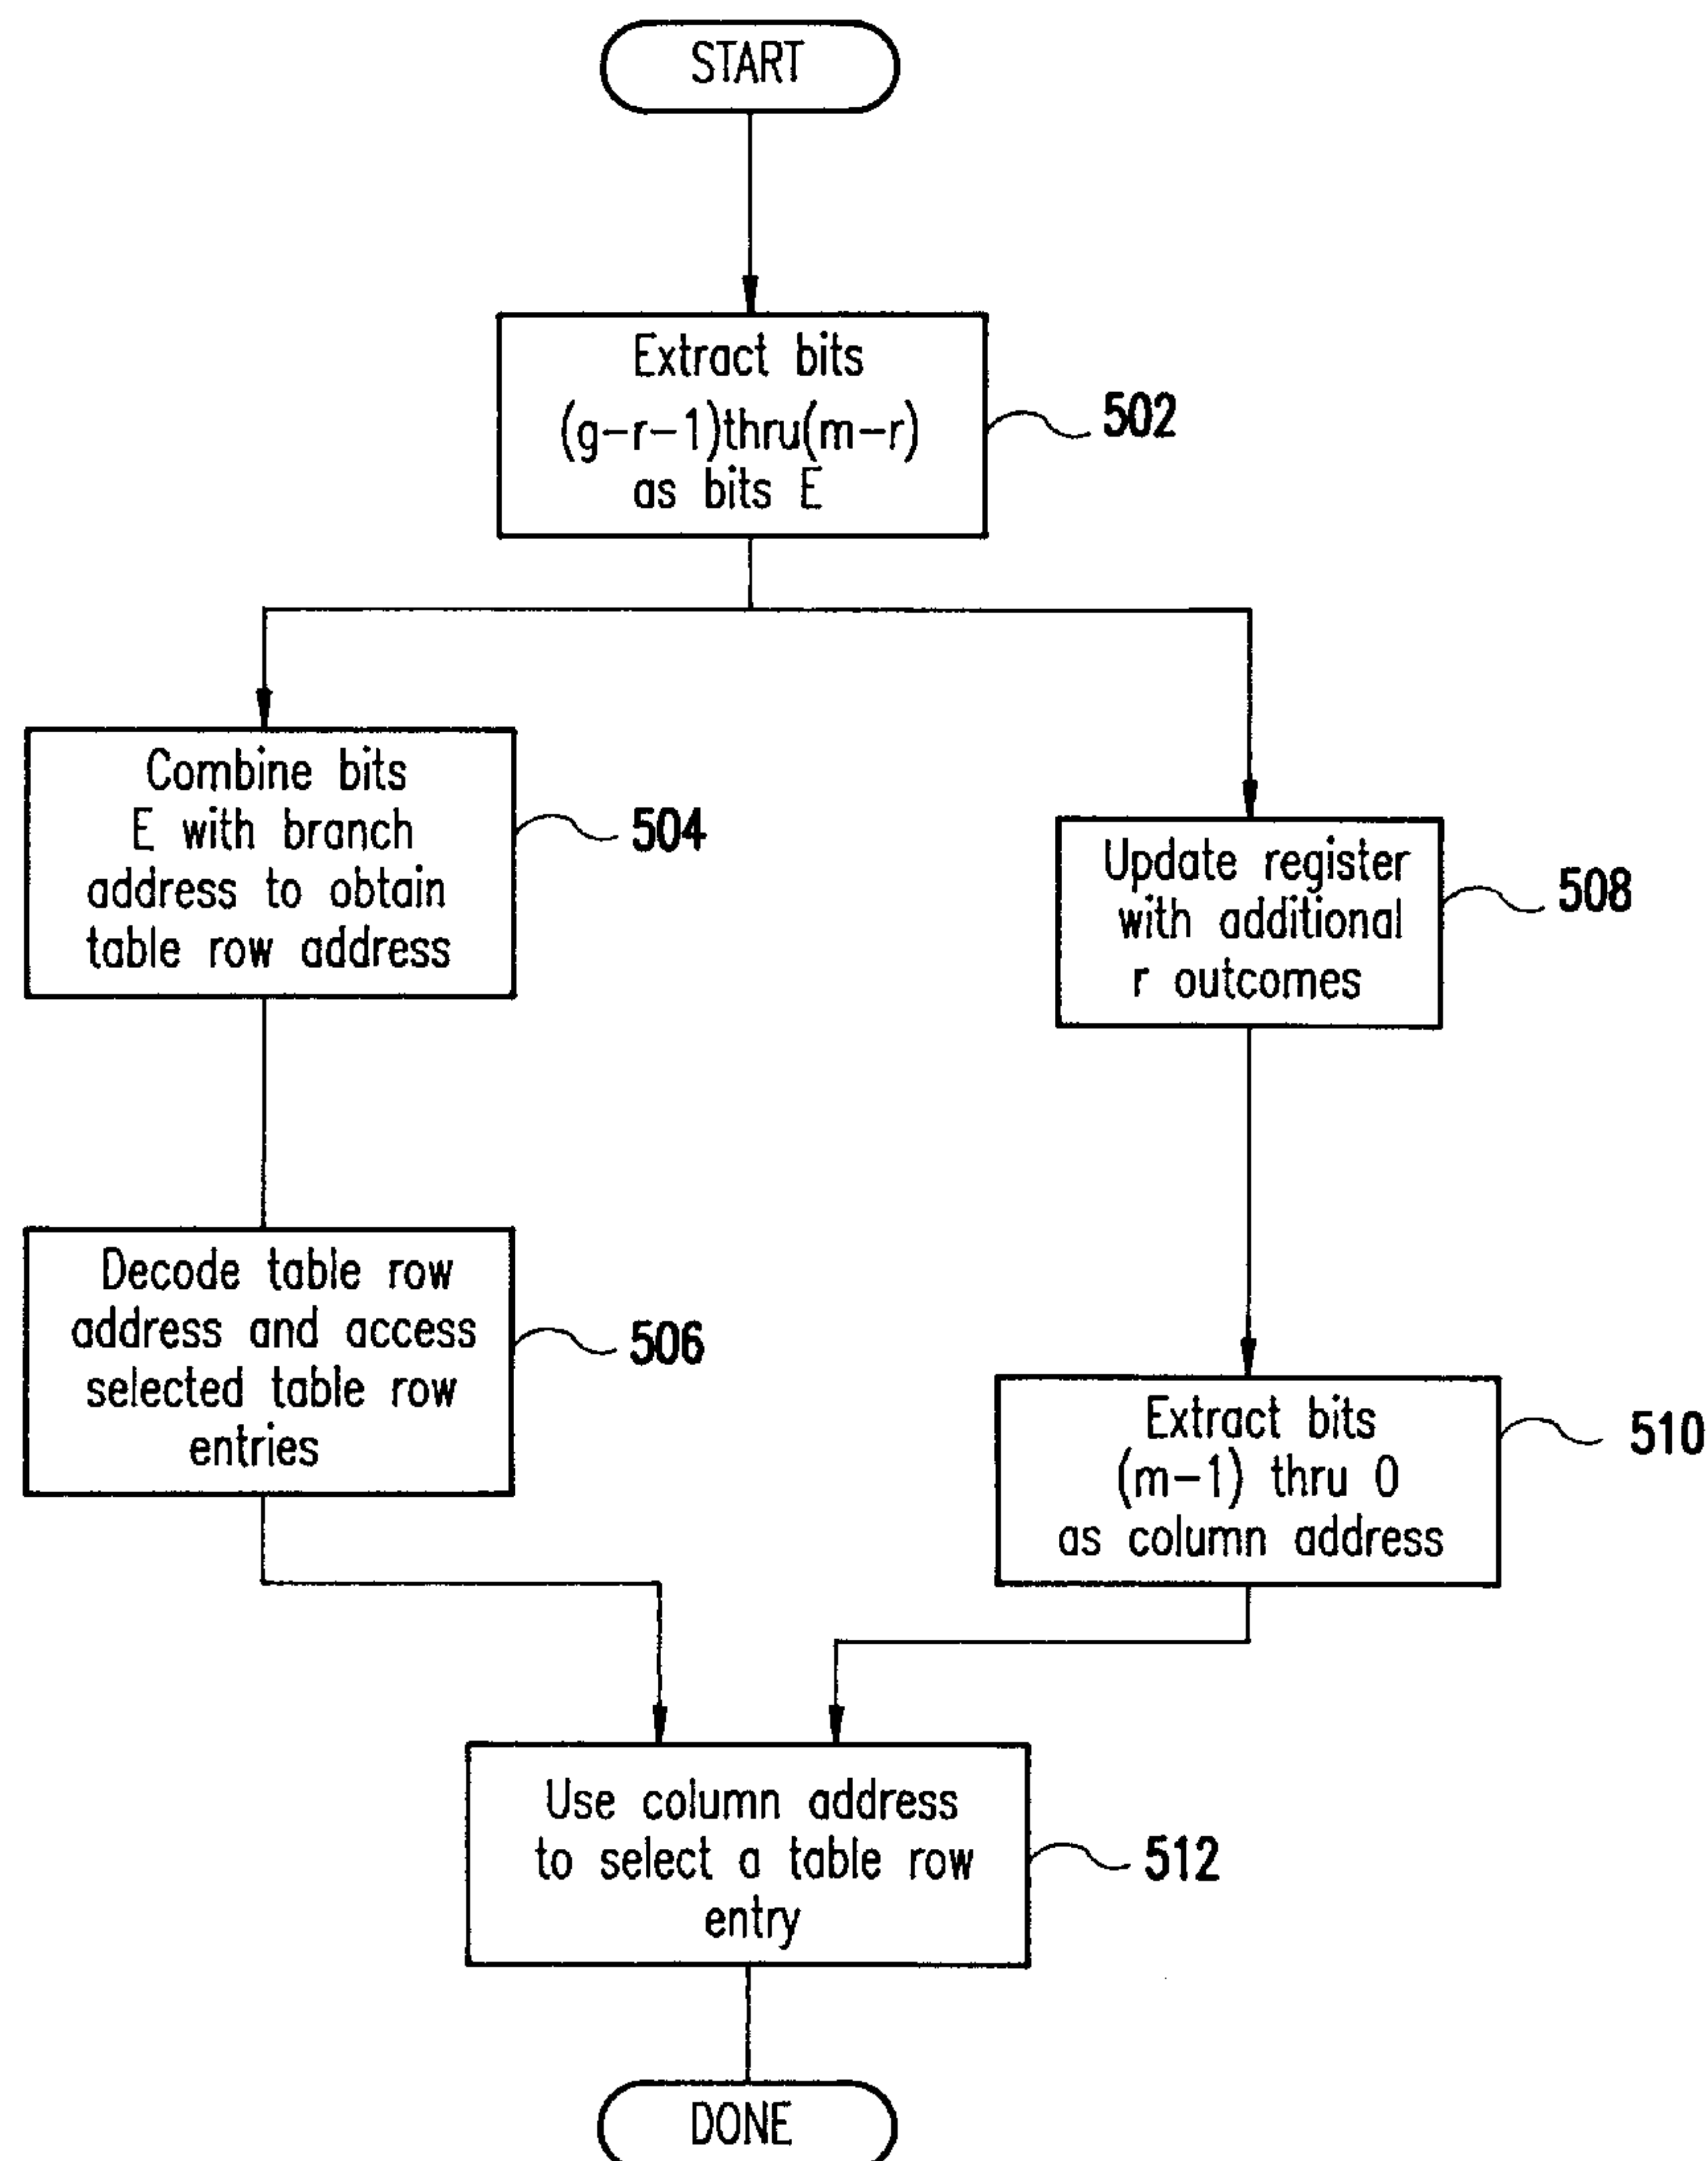 START
Extract bits
(g-r-1)thru(m-r)
as bits E
502
Combine bits
E with branch
address to obtain
table row address
504
Update register
with additional
r outcomes
508
Decode table row
address and access
selected table row
entries
506
Extract bits
(m-1) thru 0
as column address
510
Use column address
to select a table row
entry
512
DONE